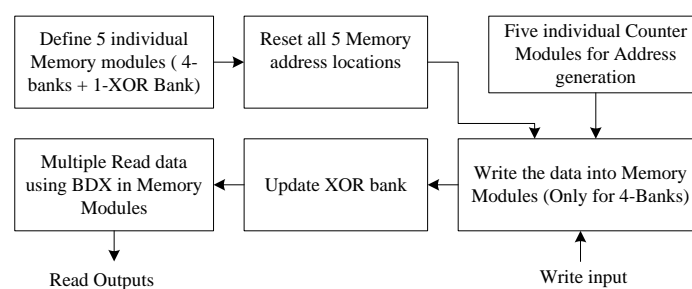 Define 5 individual
Memory modules ( 4-
banks + 1-XOR Bank)
Reset all 5 Memory
address locations
Five individual Counter
Modules for Address
generation
Multiple Read data
using BDX in Memory
Modules
Update XOR bank
Write the data into Memory
Modules (Only for 4-Banks)
Read Outputs
Write input